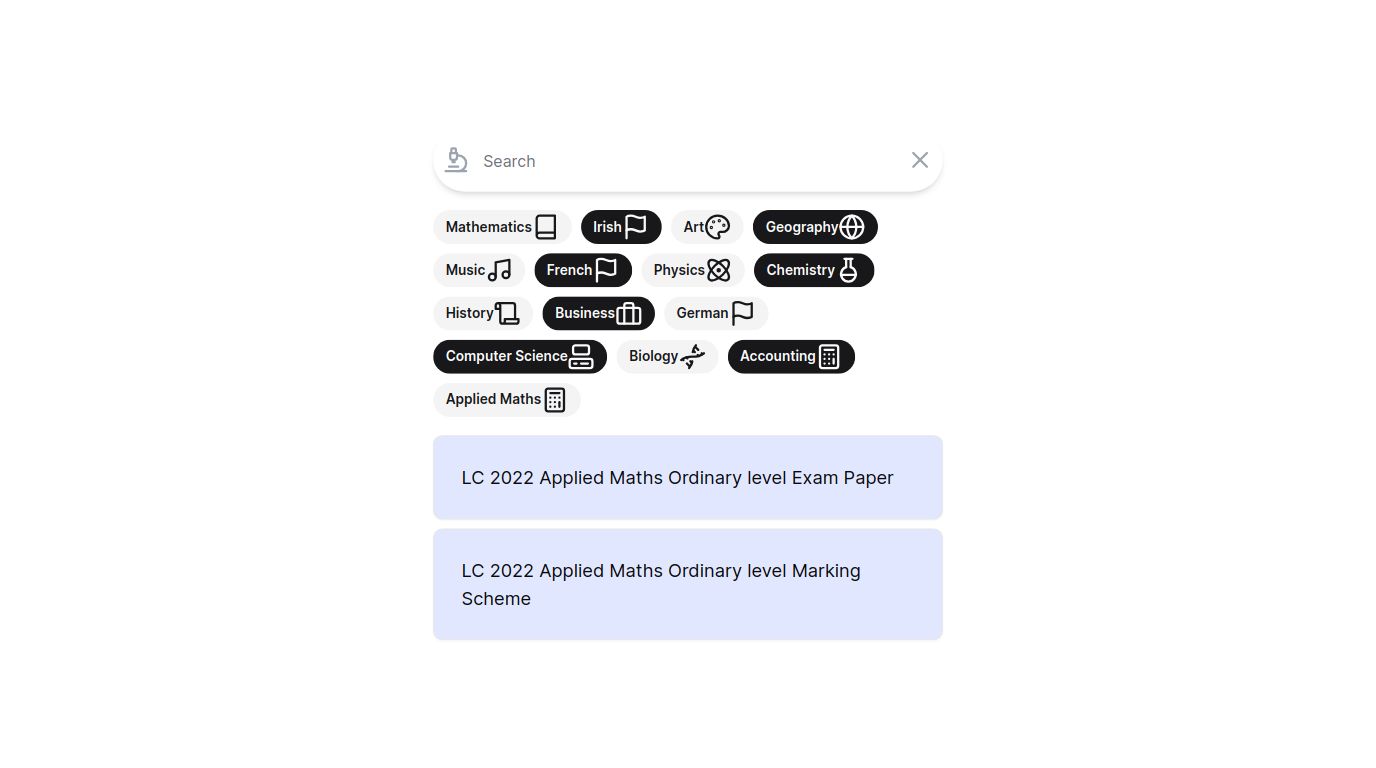 Search
Mathematics Irish Art Geography
Music French Physics Chemistry
History Business German
Computer Science Biology Accounting
Applied Maths
LC 2022 Applied Maths Ordinary level Exam Paper
LC 2022 Applied Maths Ordinary level Marking
Scheme